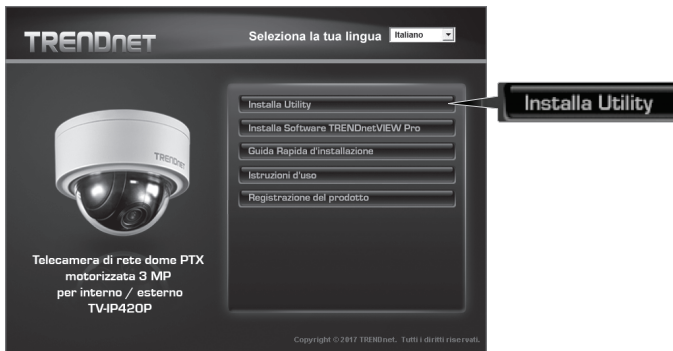 TRENDnET
Seleziona la tua lingua Italiano
Installa Utility
Installa Utility
Installa Software TRENDnetVIEW Pro
Guida Rapida d'installazione
Istruzioni d'uso
Registrazione del prodotto
TRENDnET
Telecamera di rete dome PTX
motorizzata 3 MP
per interno / esterno
TV-IP420P
Copyright © 2017 TRENDnet. Tutti i diritti riservati.